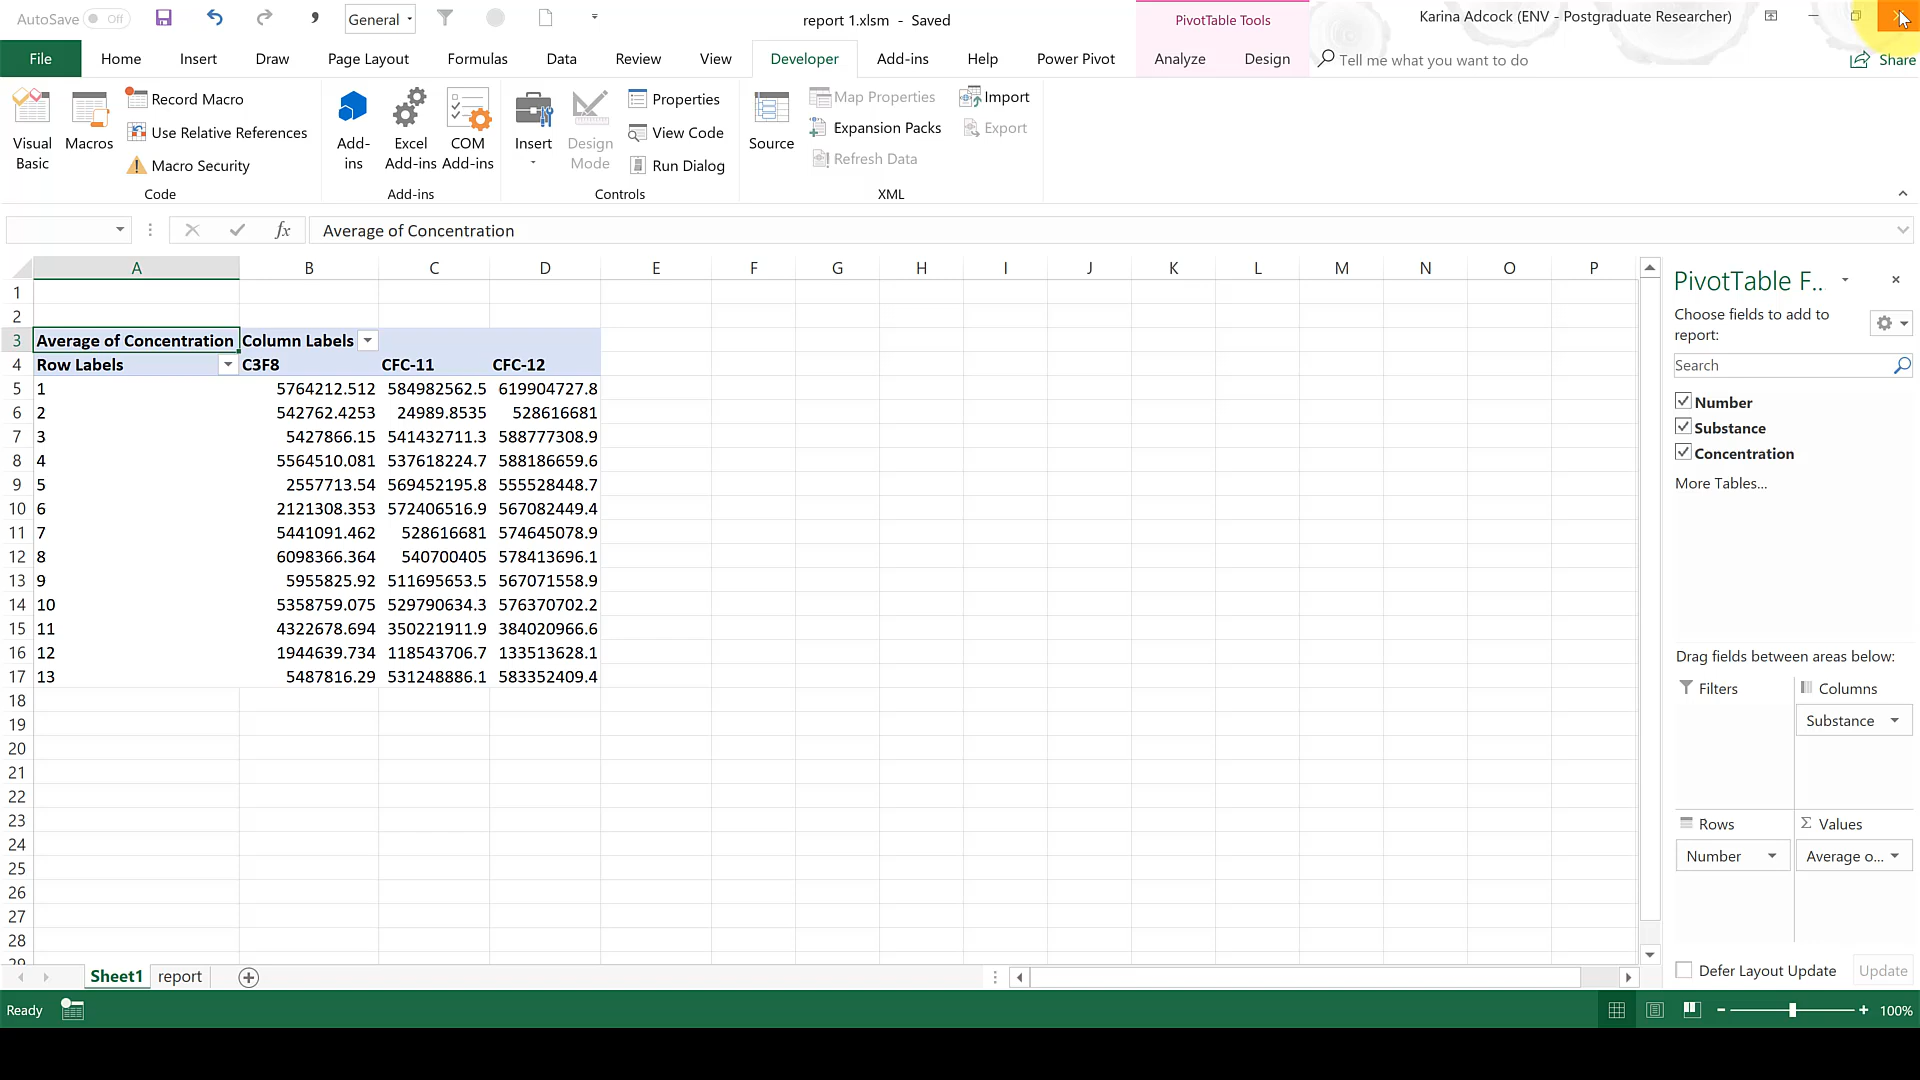 AutoSave Off General report 1.xlsm - Saved PivotTable Tools Karina Adcock (ENV - Postgraduate Researcher)
File Home Insert Draw Page Layout Formulas Data Review View Developer Add-ins Help Power Pivot Analyze Design Tell me what you want to do Share
Visual Basic
Macros
Record Macro
Use Relative References
Macro Security
Code
Add-ins
Excel Add-ins
COM Add-ins
Add-ins
Insert
Design Mode
Properties
View Code
Run Dialog
Controls
Source
Map Properties
Expansion Packs
Refresh Data
Import
Export
XML
fx Average of Concentration
A B C D E F G H I J K L M N O P
1
2
3 Average of Concentration Column Labels
4 Row Labels C3F8 CFC-11 CFC-12
5 1 5764212.512 584982562.5 619904727.8
6 2 542762.4253 24989.8535 528616681
7 3 5427866.15 541432711.3 588777308.9
8 4 5564510.081 537618224.7 588186659.6
9 5 2557713.54 569452195.8 555528448.7
10 6 2121308.353 572406516.9 567082449.4
11 7 5441091.462 528616681 574645078.9
12 8 6098366.364 540700405 578413696.1
13 9 5955825.92 511695653.5 567071558.9
14 10 5358759.075 529790634.3 576370702.2
15 11 4322678.694 350221911.9 384020966.6
16 12 1944639.734 118543706.7 133513628.1
17 13 5487816.29 531248886.1 583352409.4
18
19
20
21
22
23
24
25
26
27
28
29
PivotTable F...
Choose fields to add to report:
Search
Number
Substance
Concentration
More Tables...
Drag fields between areas below:
Filters
Columns
Substance
Rows
Number
Σ Values
Average o...
Defer Layout Update Update
Sheet1 report
Ready 100%